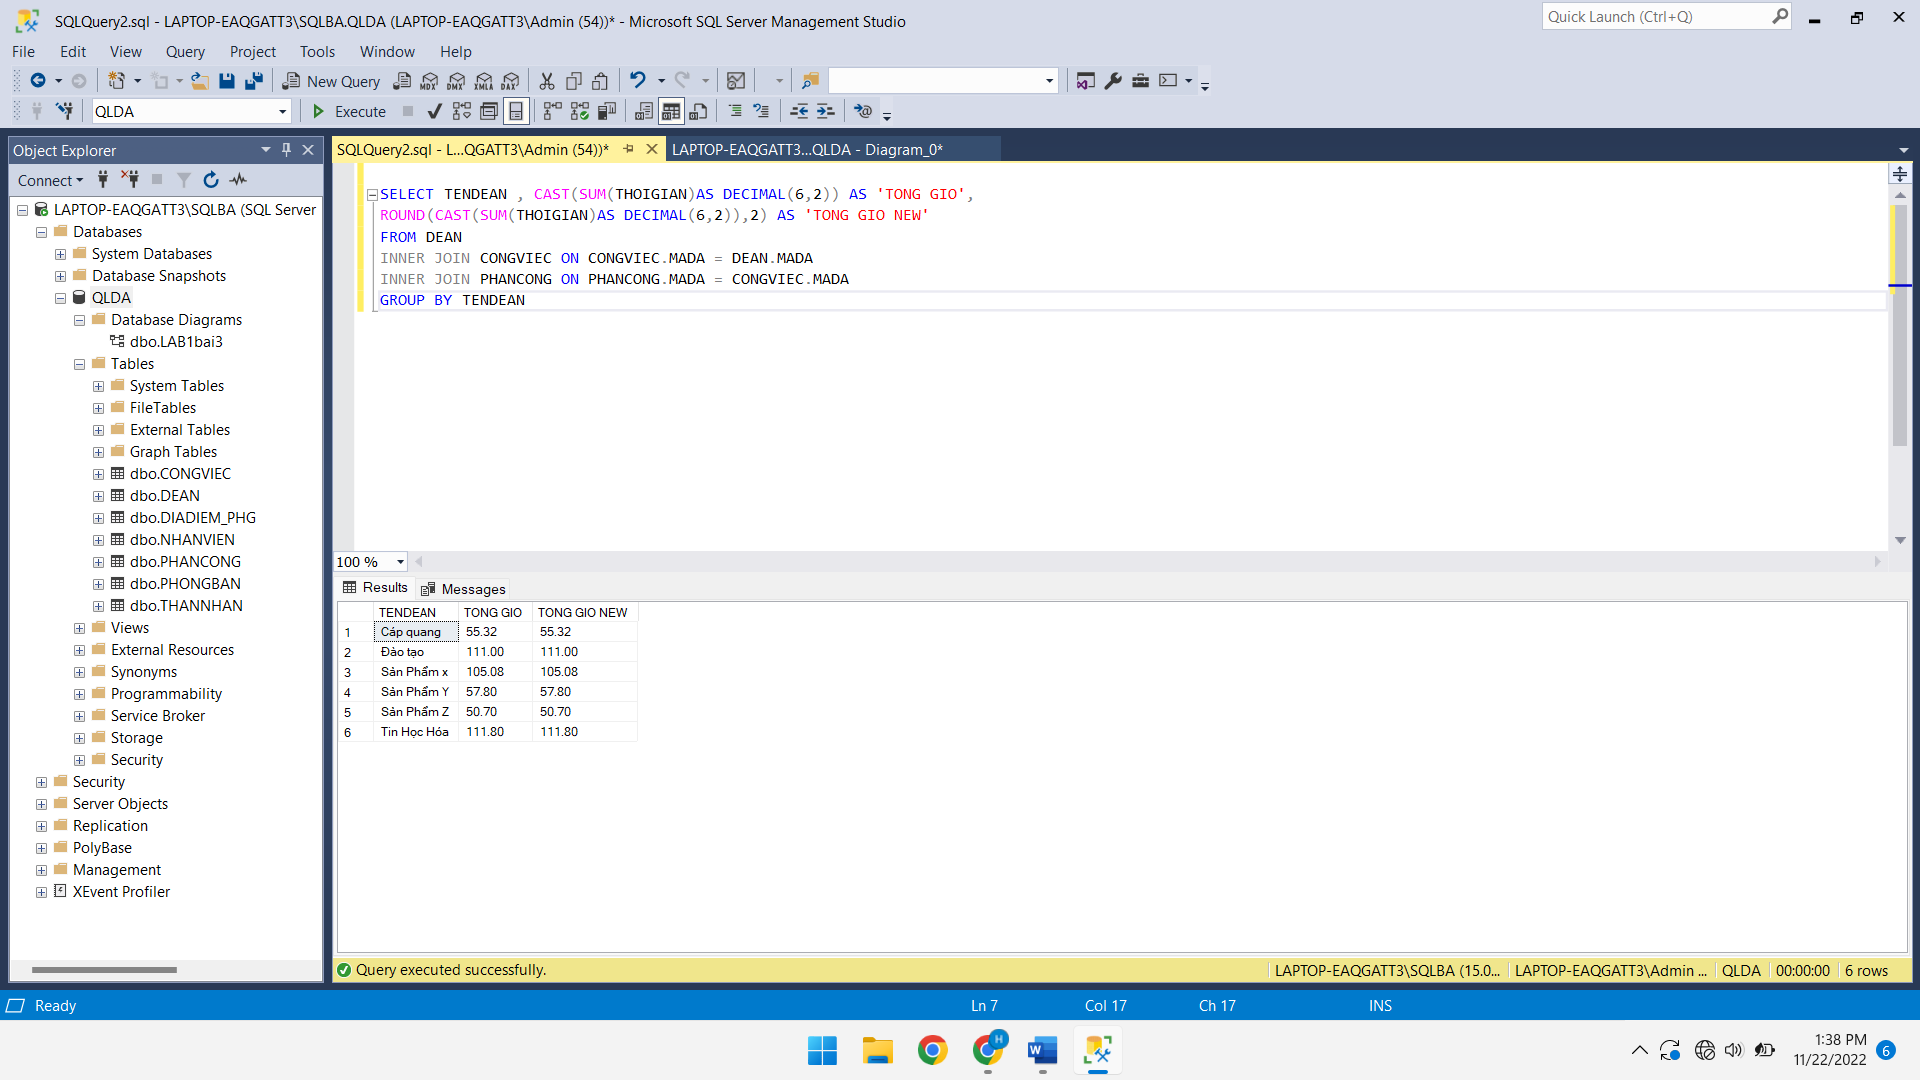 SQLQuery2.sql - LAPTOP-EAQGATT3\SQLBA.QLDA (LAPTOP-EAQGATT3\Admin (54))* - Microsoft SQL Server Management Studio
Quick Launch (Ctrl+Q)
File Edit View Query Project Tools Window Help
New Query MDX DMX XMLA DAX
QLDA Execute
Object Explorer
SQLQuery2.sql - L...QGATT3\Admin (54))*
LAPTOP-EAQGATT3...QLDA - Diagram_0*
Connect
LAPTOP-EAQGATT3\SQLBA (SQL Server
Databases
System Databases
Database Snapshots
QLDA
Database Diagrams
dbo.LAB1bai3
Tables
System Tables
FileTables
External Tables
Graph Tables
dbo.CONGVIEC
dbo.DEAN
dbo.DIADIEM_PHG
dbo.NHANVIEN
dbo.PHANCONG
dbo.PHONGBAN
dbo.THANNHAN
Views
External Resources
Synonyms
Programmability
Service Broker
Storage
Security
Security
Server Objects
Replication
PolyBase
Management
XEvent Profiler
SELECT TENDEAN , CAST(SUM(THOIGIAN)AS DECIMAL(6,2)) AS 'TONG GIO',
ROUND(CAST(SUM(THOIGIAN)AS DECIMAL(6,2)),2) AS 'TONG GIO NEW'
FROM DEAN
INNER JOIN CONGVIEC ON CONGVIEC.MADA = DEAN.MADA
INNER JOIN PHANCONG ON PHANCONG.MADA = CONGVIEC.MADA
GROUP BY TENDEAN
100 %
Results Messages
TENDEAN TONG GIO TONG GIO NEW
1 Cáp quang 55.32 55.32
2 Đào tạo 111.00 111.00
3 Sản Phẩm x 105.08 105.08
4 Sản Phẩm Y 57.80 57.80
5 Sản Phẩm Z 50.70 50.70
6 Tin Học Hóa 111.80 111.80
Query executed successfully.
LAPTOP-EAQGATT3\SQLBA (15.0... LAPTOP-EAQGATT3\Admin ... QLDA 00:00:00 6 rows
Ready Ln 7 Col 17 Ch 17 INS
H
W
1:38 PM
11/22/2022
6